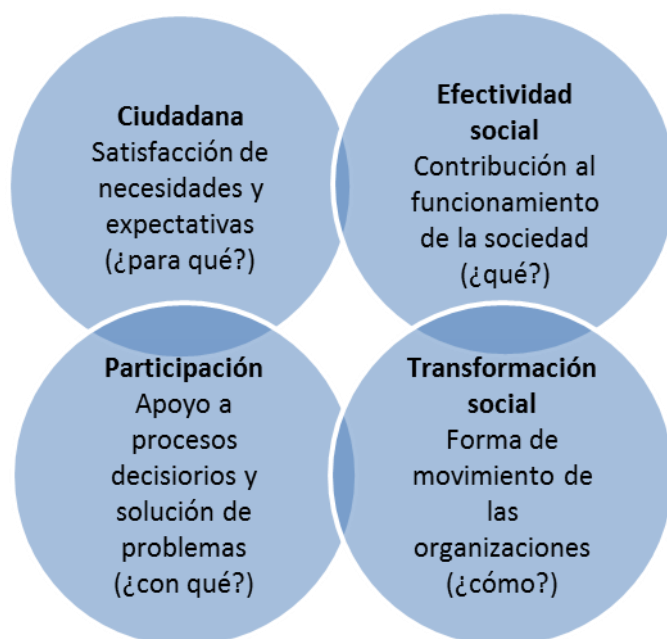 Ciudadana
Satisfacción de
necesidades y
expectativas
(¿para qué?)
Efectividad
social
Contribución al
funcionamiento
de la sociedad
(¿qué?)
Participación
Apoyo a
procesos
decisiorios y
solución de
problemas
(¿con qué?)
Transformación
social
Forma de
movimiento de
las
organizaciones
(¿cómo?)